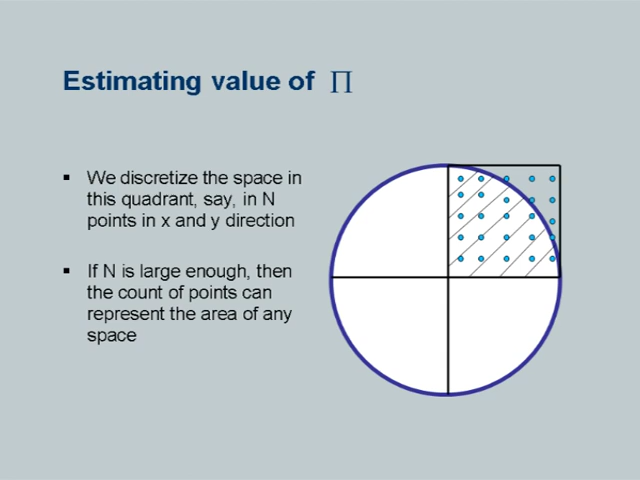 Estimating value of ∏
▪ We discretize the space in
this quadrant, say, in N
points in x and y direction
▪ If N is large enough, then
the count of points can
represent the area of any
space